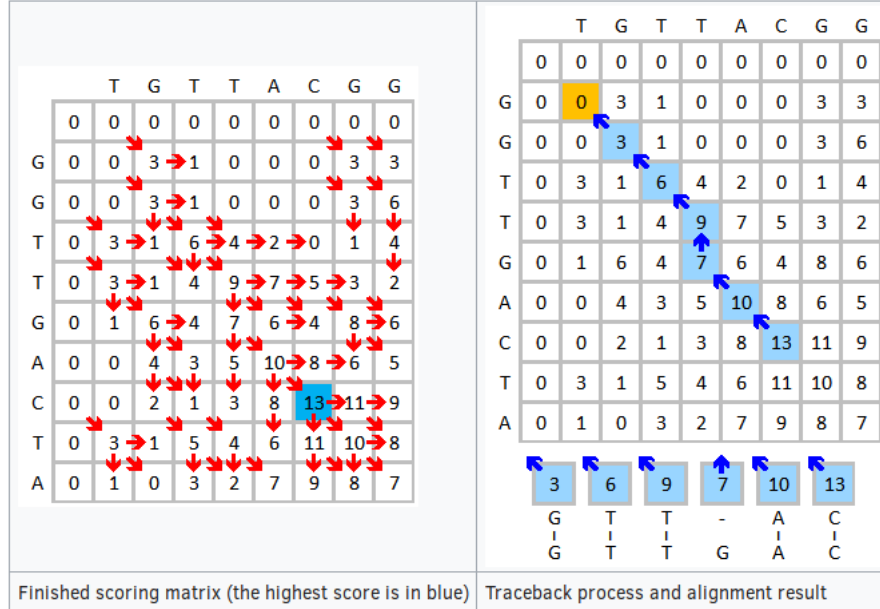 T G T T A C G G
0 0 0 0 0 0 0 0 0
G 0 0 3 1 0 0 0 3 3
G 0 0 3 1 0 0 0 3 6
T 0 3 1 6 4 2 0 1 4
T 0 3 1 4 9 7 5 3 2
G 0 1 6 4 7 6 4 8 6
A 0 0 4 3 5 10 8 6 5
C 0 0 2 1 3 8 13 11 9
T 0 3 1 5 4 6 11 10 8
A 0 1 0 3 2 7 9 8 7
Finished scoring matrix (the highest score is in blue)
T G T T A C G G
0 0 0 0 0 0 0 0 0
G 0 0 3 1 0 0 0 3 3
G 0 0 3 1 0 0 0 3 6
T 0 3 1 6 4 2 0 1 4
T 0 3 1 4 9 7 5 3 2
G 0 1 6 4 7 6 4 8 6
A 0 0 4 3 5 10 8 6 5
C 0 0 2 1 3 8 13 11 9
T 0 3 1 5 4 6 11 10 8
A 0 1 0 3 2 7 9 8 7
3 6 9 7 10 13
G T T - A C
G T T G A C
Traceback process and alignment result